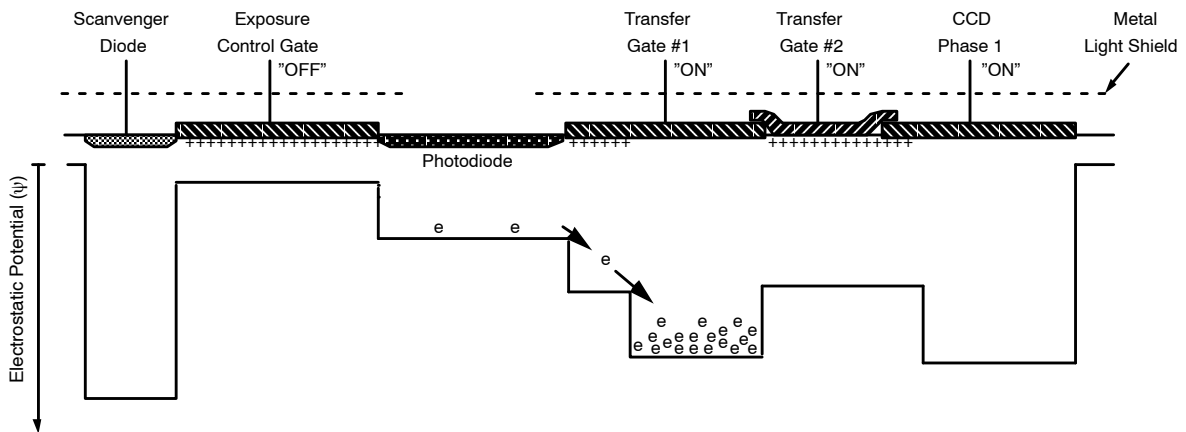 Scanvenger
Diode
Exposure
Control Gate
"OFF"
Transfer
Gate #1
"ON"
Transfer
Gate #2
"ON"
CCD
Phase 1
"ON"
Metal
Light Shield
+++++++++++++++++++++++
++++++++
+++++++++++++++++
Photodiode
Electrostatic Potential (ψ)
e e
e
e e e
e e e e e e
e e e e e e e e e